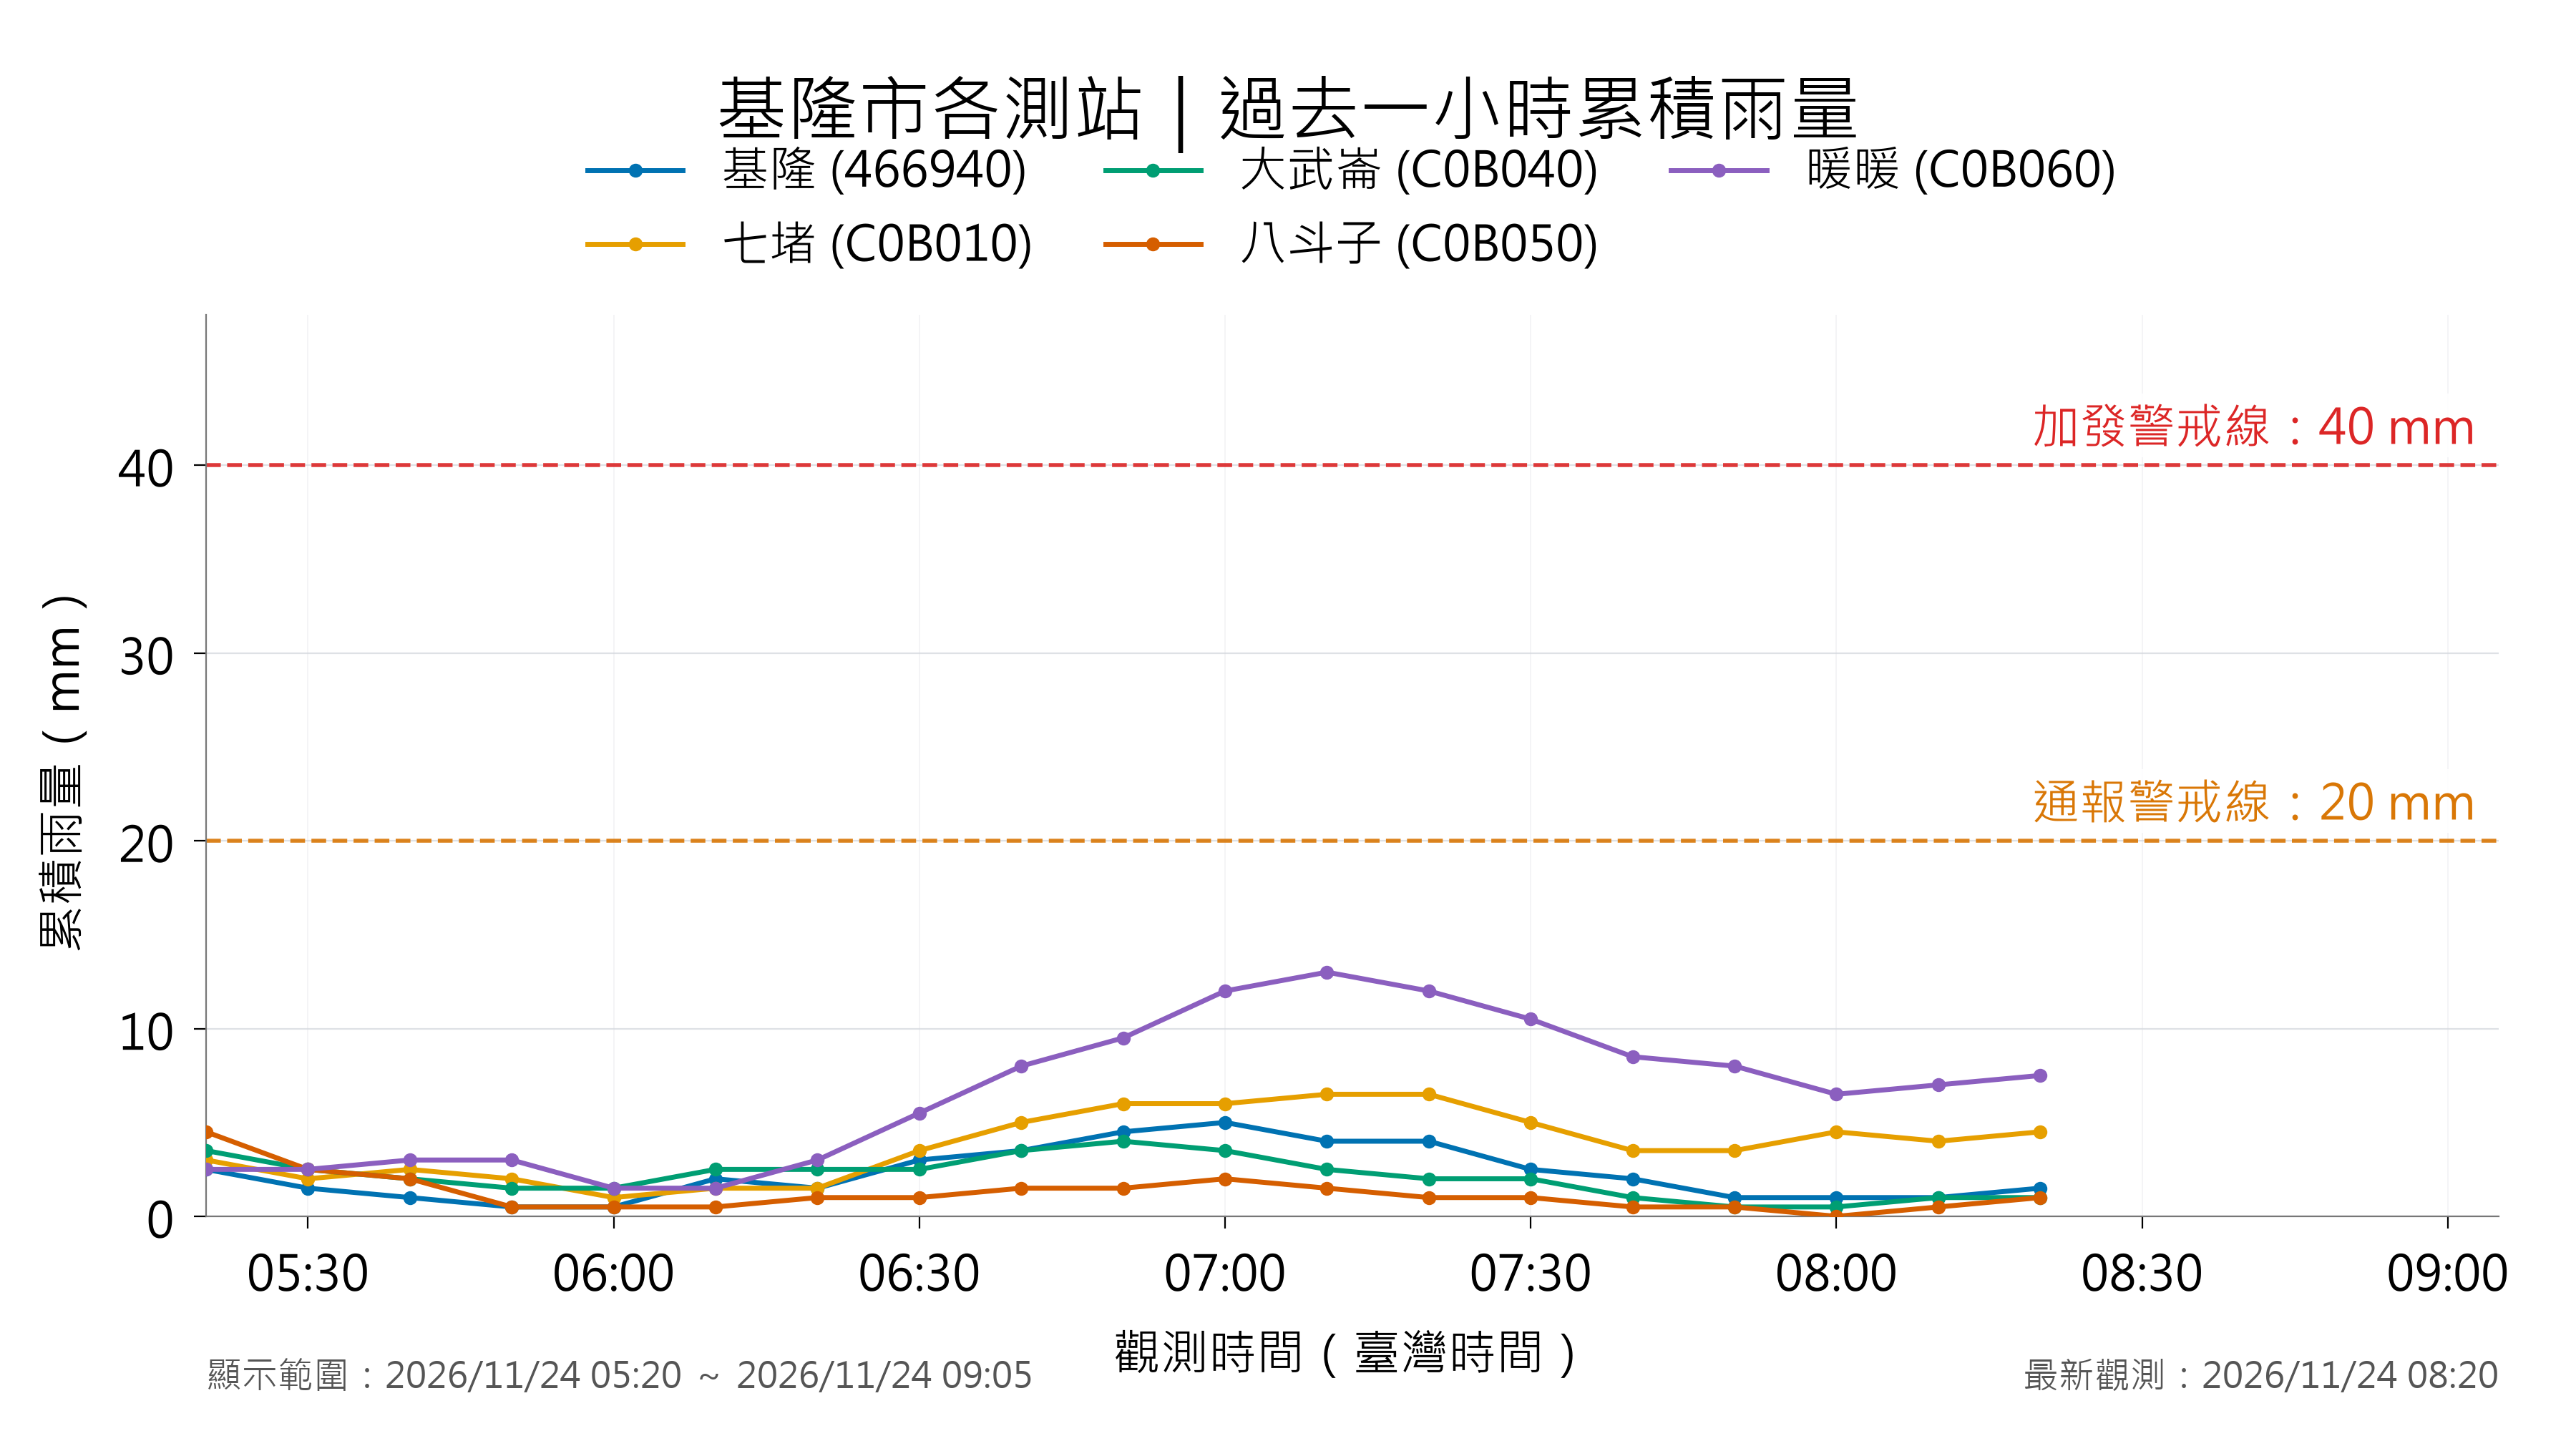 基隆市各測站｜過去一小時累積雨量
基隆 (466940)
大武崙 (C0B040)
暖暖 (C0B060)
七堵 (C0B010)
八斗子 (C0B050)
加發警戒線：40 mm
通報警戒線：20 mm
累積雨量（mm）
40
30
20
10
0
05:30
06:00
06:30
07:00
07:30
08:00
08:30
09:00
觀測時間（臺灣時間）
顯示範圍：2026/11/24 05:20 ~ 2026/11/24 09:05
最新觀測：2026/11/24 08:20